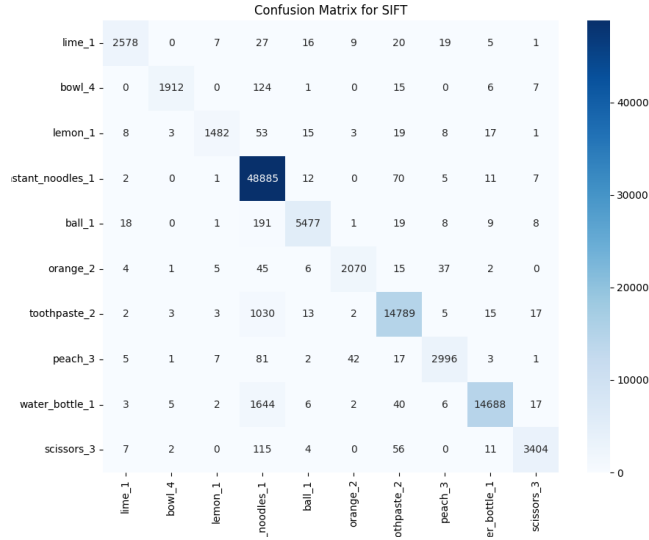 Confusion Matrix for SIFT
lime_1 2578 0 7 27 16 9 20 19 5 1
bowl_4 0 1912 0 124 1 0 15 0 6 7
lemon_1 8 3 1482 53 15 3 19 8 17 1
stant_noodles_1 2 0 1 48885 12 0 70 5 11 7
ball_1 18 0 1 191 5477 1 19 8 9 8
orange_2 4 1 5 45 6 2070 15 37 2 0
toothpaste_2 2 3 3 1030 13 2 14789 5 15 17
peach_3 5 1 7 81 2 42 17 2996 3 1
water_bottle_1 3 5 2 1644 6 2 40 6 14688 17
scissors_3 7 2 0 115 4 0 56 0 11 3404
lime_1 bowl_4 lemon_1 _noodles_1 ball_1 orange_2 othpaste_2 peach_3 er_bottle_1 scissors_3
40000
30000
20000
10000
0